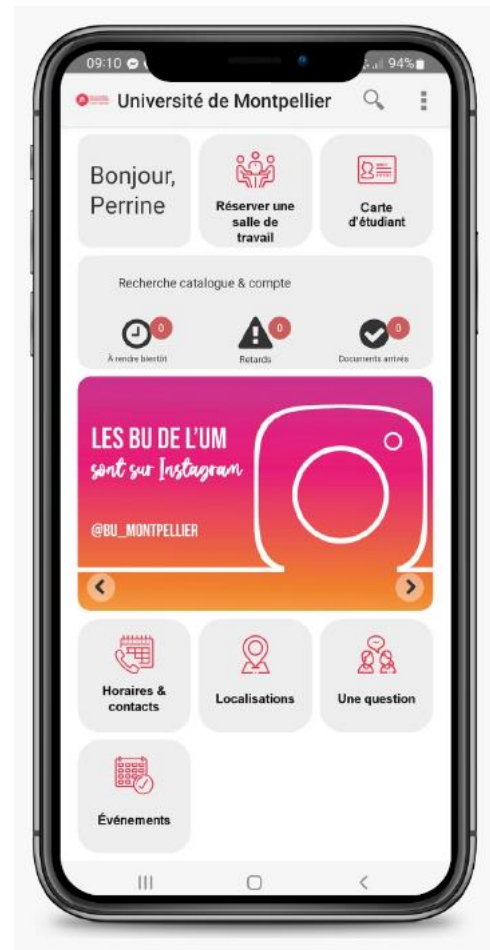 09:10
94%
Université de Montpellier
Bonjour,
Perrine
Réserver une
salle de
travail
Carte
d'étudiant
Recherche catalogue & compte
0
0
0
À rendre bientôt
Retards
Documents arrivés
LES BU DE L'UM
sont sur Instagram
@BU_MONTPELLIER
Horaires &
contacts
Localisations
Une question
Événements